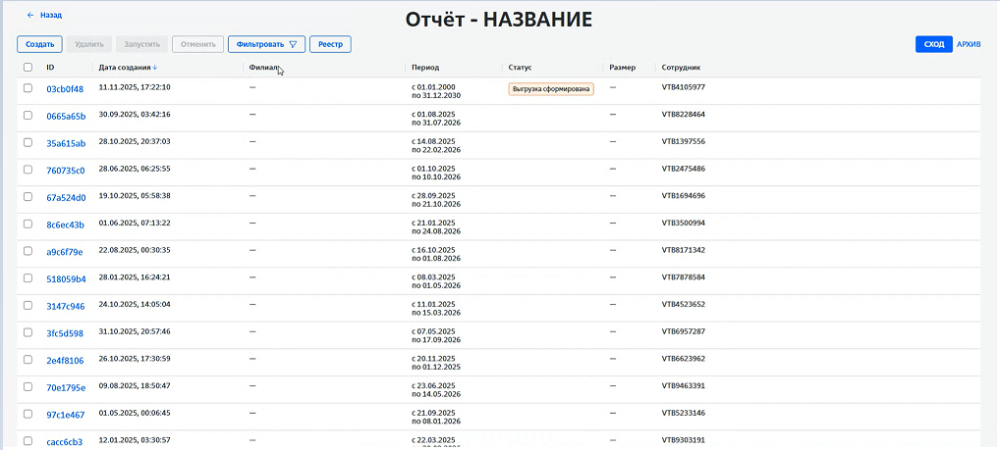 ← Назад
Отчёт - НАЗВАНИЕ
Создать Удалить Запустить Отменить Фильтровать Реестр СХОД АРХИВ
ID Дата создания ↓ Филиал Период Статус Размер Сотрудник
03cb0f48 11.11.2025, 17:22:10 — с 01.01.2000 Выгрузка сформирована — VTB4105977
по 31.12.2030
0665a65b 30.09.2025, 03:42:16 — с 01.08.2025 — VTB8228464
по 31.07.2026
35a615ab 28.10.2025, 20:37:03 — с 14.08.2025 — VTB1397556
по 22.02.2026
760735c0 28.06.2025, 06:25:55 — с 01.10.2025 — VTB2475486
по 10.10.2026
67a524d0 19.10.2025, 05:58:38 — с 28.09.2025 — VTB1694696
по 21.10.2026
8c6ec43b 01.06.2025, 07:13:22 — с 21.01.2025 — VTB3500994
по 24.08.2026
a9c6f79e 22.08.2025, 00:30:35 — с 16.10.2025 — VTB8171342
по 01.08.2026
518059b4 28.01.2025, 16:24:21 — с 08.03.2025 — VTB7878584
по 01.05.2026
3147c946 24.10.2025, 14:05:04 — с 11.01.2025 — VTB4523652
по 15.03.2026
3fc5d598 31.10.2025, 20:57:46 — с 07.05.2025 — VTB6957287
по 17.09.2026
2e4f8106 26.10.2025, 17:30:59 — с 20.11.2025 — VTB6623962
по 01.12.2025
70e1795e 09.08.2025, 18:50:47 — с 23.06.2025 — VTB9463391
по 14.05.2026
97c1e467 01.05.2025, 00:06:45 — с 21.09.2025 — VTB5233146
по 08.01.2026
cacc6cb3 12.01.2025, 03:30:57 — с 22.03.2025 — VTB9303191